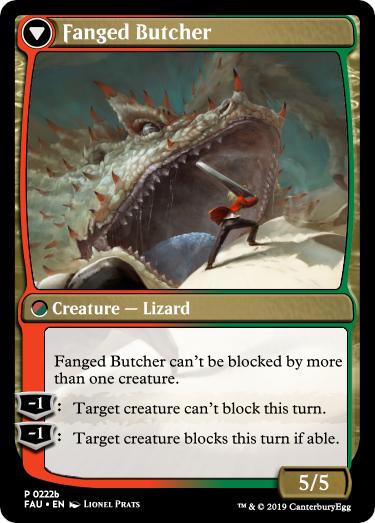 Fanged Butcher
Creature — Lizard
Fanged Butcher can't be blocked by more
than one creature.
-1: Target creature can't block this turn.
-1: Target creature blocks this turn if able.
5/5
P 0222b
FAU • EN Lionel Prats
™ & © 2019 CanterburyEgg